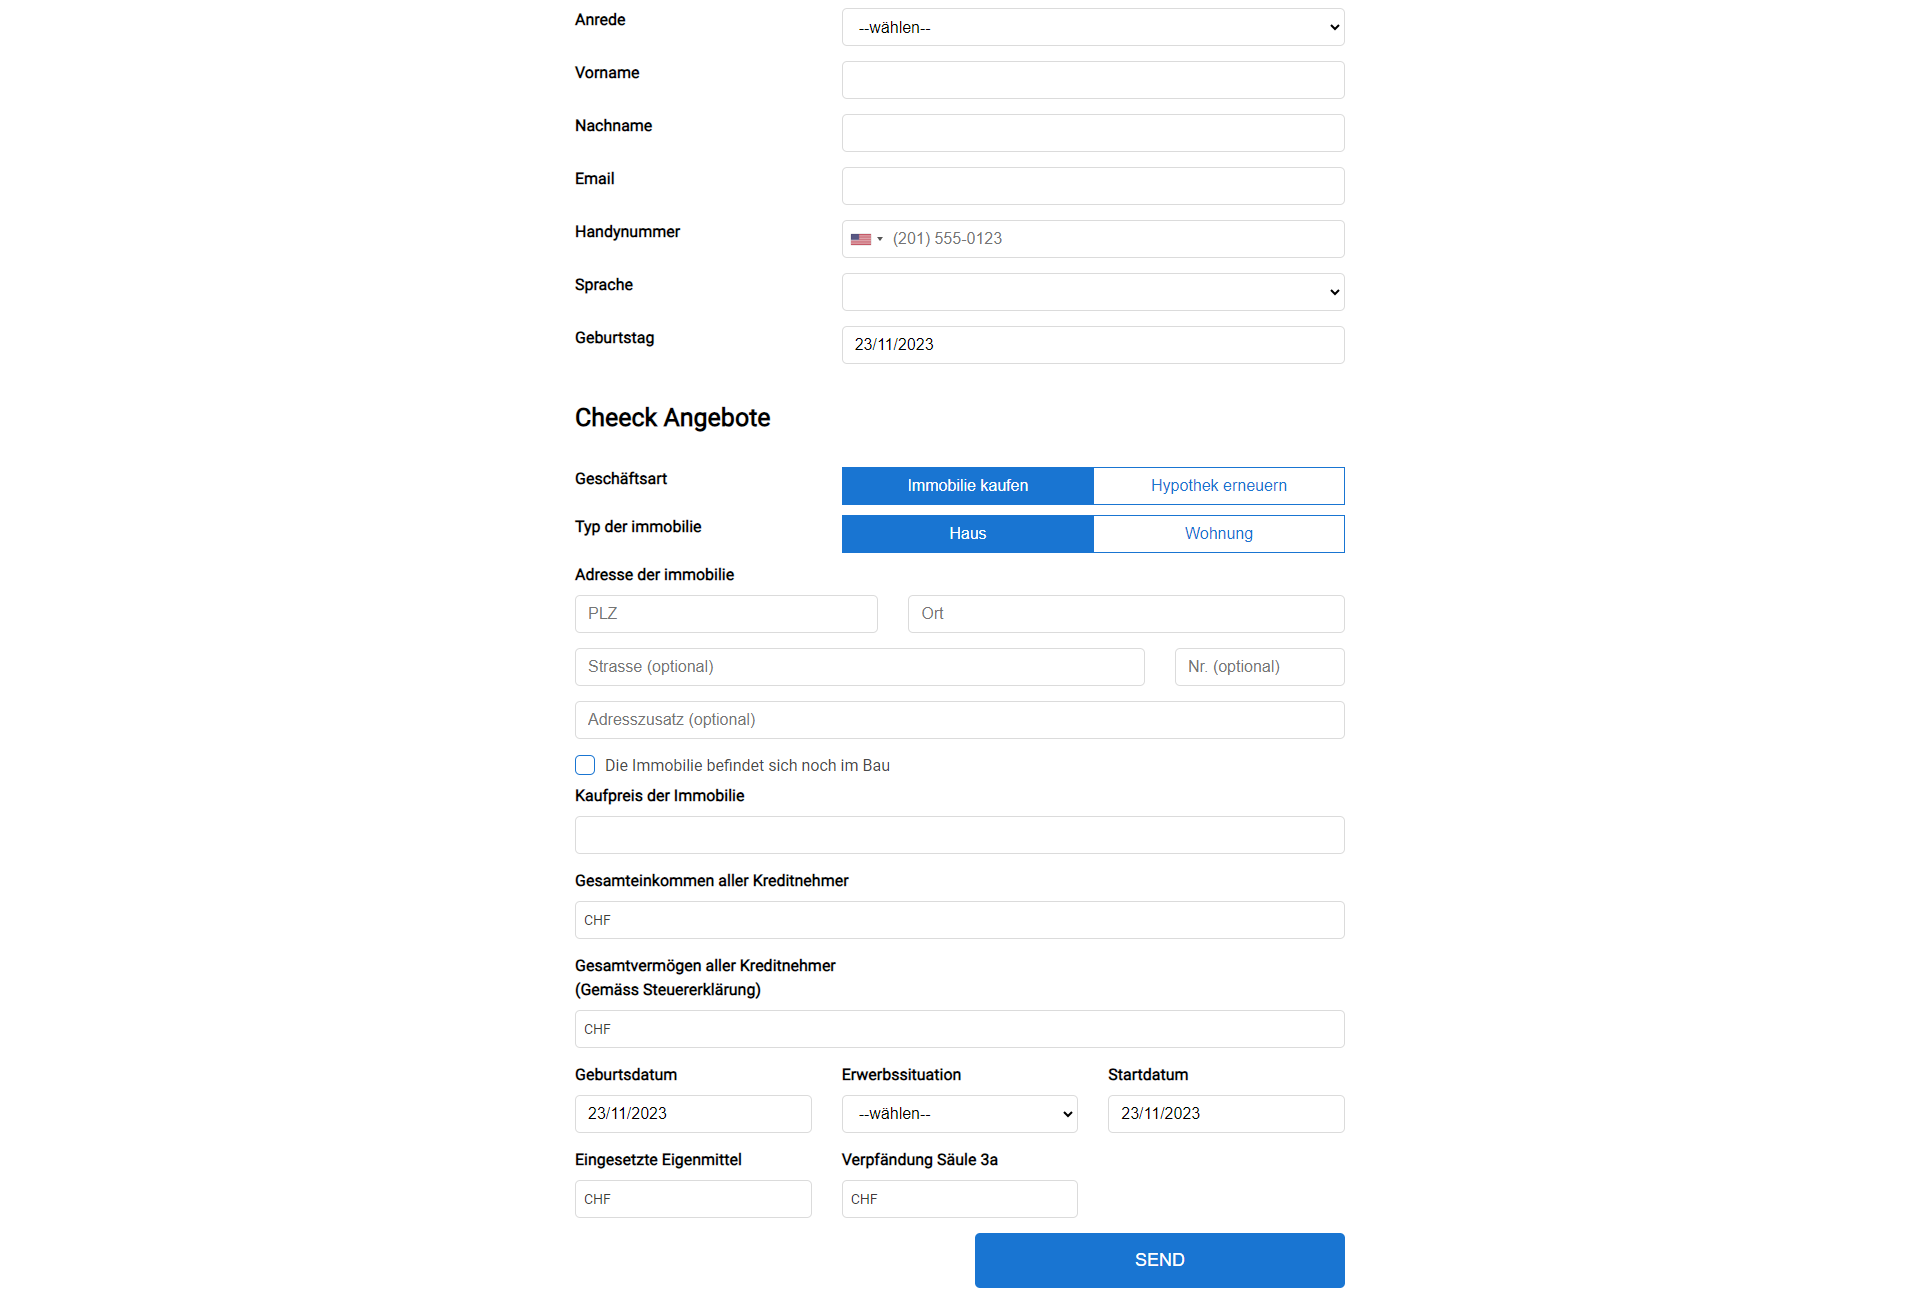 Anrede
--wählen--
Vorname
Nachname
Email
Handynummer
(201) 555-0123
Sprache
Geburtstag
23/11/2023
Cheeck Angebote
Geschäftsart
Immobilie kaufen
Hypothek erneuern
Typ der immobilie
Haus
Wohnung
Adresse der immobilie
PLZ
Ort
Strasse (optional)
Nr. (optional)
Adresszusatz (optional)
Die Immobilie befindet sich noch im Bau
Kaufpreis der Immobilie
Gesamteinkommen aller Kreditnehmer
CHF
Gesamtvermögen aller Kreditnehmer
(Gemäss Steuererklärung)
CHF
Geburtsdatum
Erwerbssituation
Startdatum
23/11/2023
--wählen--
23/11/2023
Eingesetzte Eigenmittel
Verpfändung Säule 3a
CHF
CHF
SEND